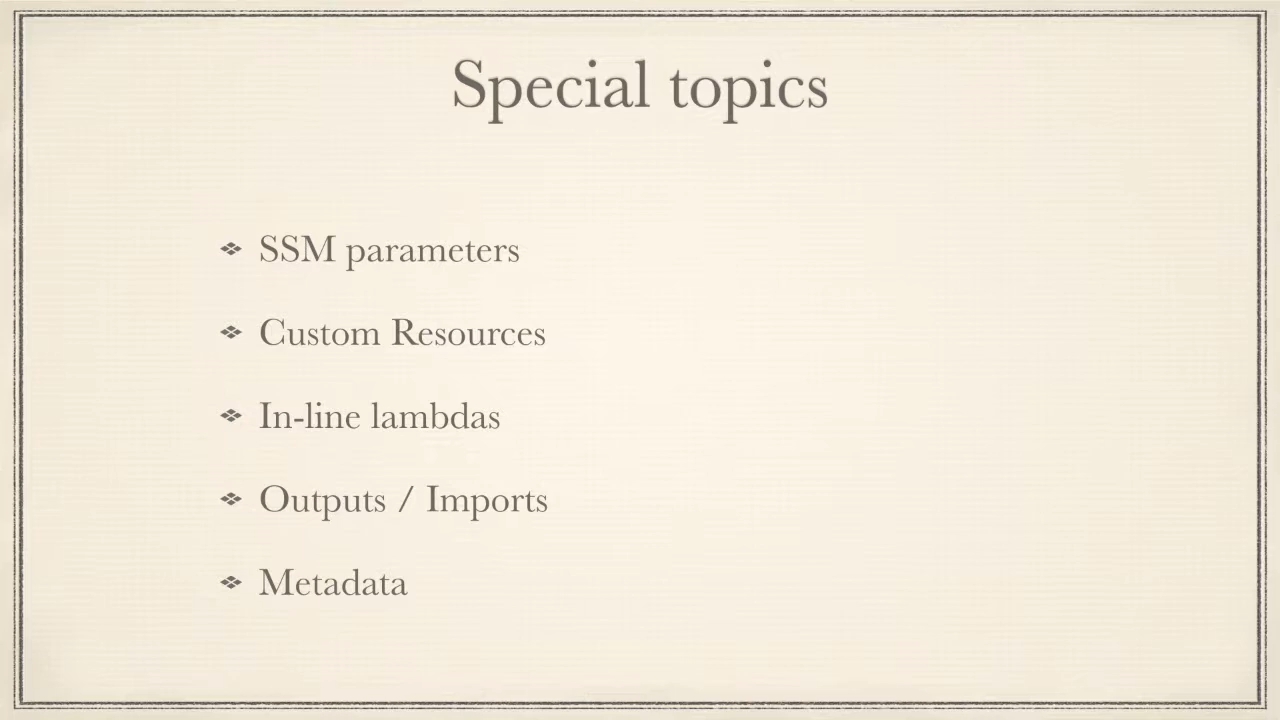 Special topics
SSM parameters
Custom Resources
In-line lambdas
Outputs / Imports
Metadata